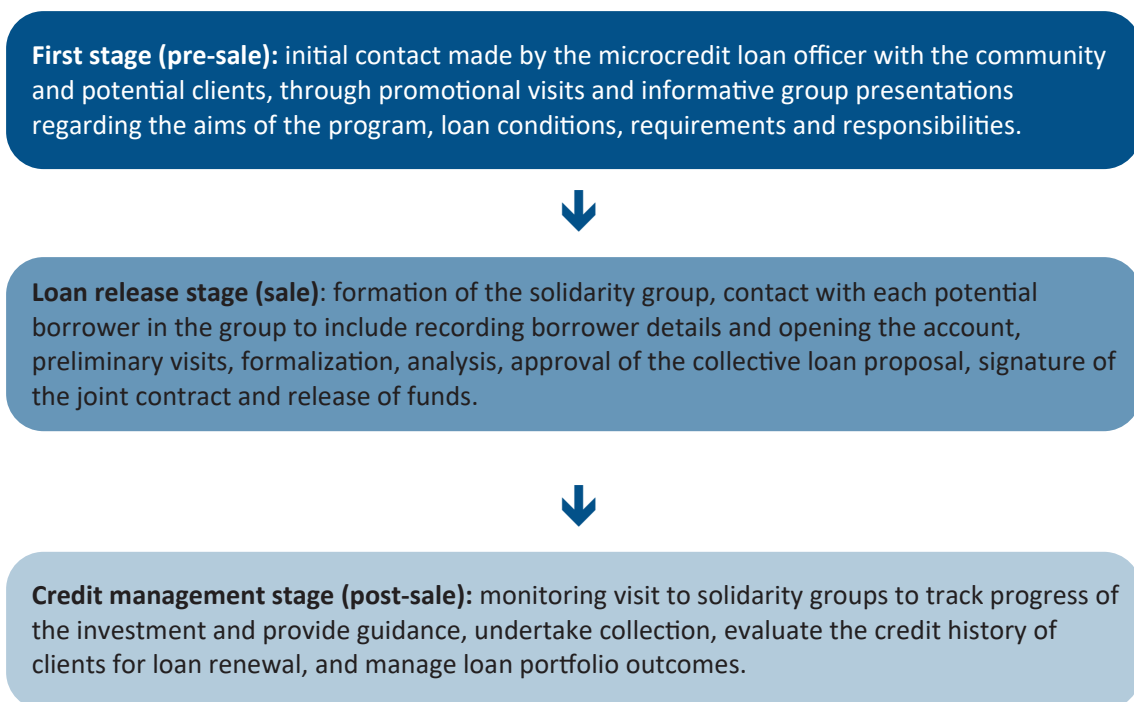 First stage (pre-sale): initial contact made by the microcredit loan officer with the community
and potential clients, through promotional visits and informative group presentations
regarding the aims of the program, loan conditions, requirements and responsibilities.
Loan release stage (sale): formation of the solidarity group, contact with each potential
borrower in the group to include recording borrower details and opening the account,
preliminary visits, formalization, analysis, approval of the collective loan proposal, signature of
the joint contract and release of funds.
Credit management stage (post-sale): monitoring visit to solidarity groups to track progress of
the investment and provide guidance, undertake collection, evaluate the credit history of
clients for loan renewal, and manage loan portfolio outcomes.